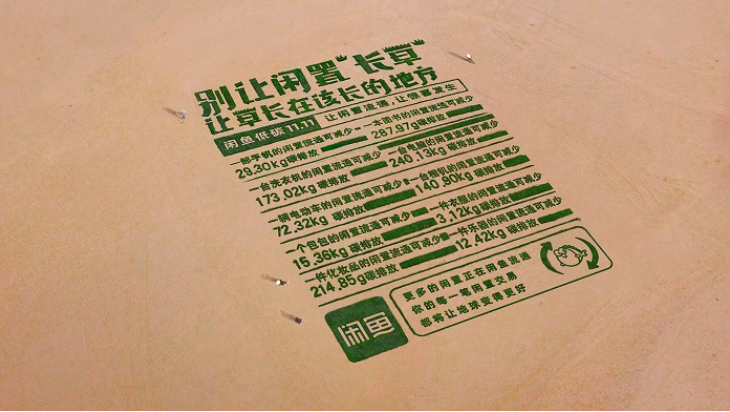 别让闲置“长草”
让草长在该长的地方
闲鱼低碳11.11 让闲置流通，让惊喜发生
一部手机的闲置流通可减少 29.30kg碳排放
一本图书的闲置流通可减少 287.97g碳排放
一台洗衣机的闲置流通可减少 173.02kg碳排放
一台电脑的闲置流通可减少 240.13kg碳排放
一辆电动车的闲置流通可减少 72.32kg 碳排放
一台相机的闲置流通可减少 140.90kg碳排放
一个包包的闲置流通可减少 15.36kg碳排放
一件衣服的闲置流通可减少 3.12kg碳排放
一件化妆品的闲置流通可减少 214.85g碳排放
一件乐器的闲置流通可减少 12.42kg碳排放
闲鱼
更多的闲置正在闲鱼流通
你的每一笔闲置交易
都将让地球变得更好